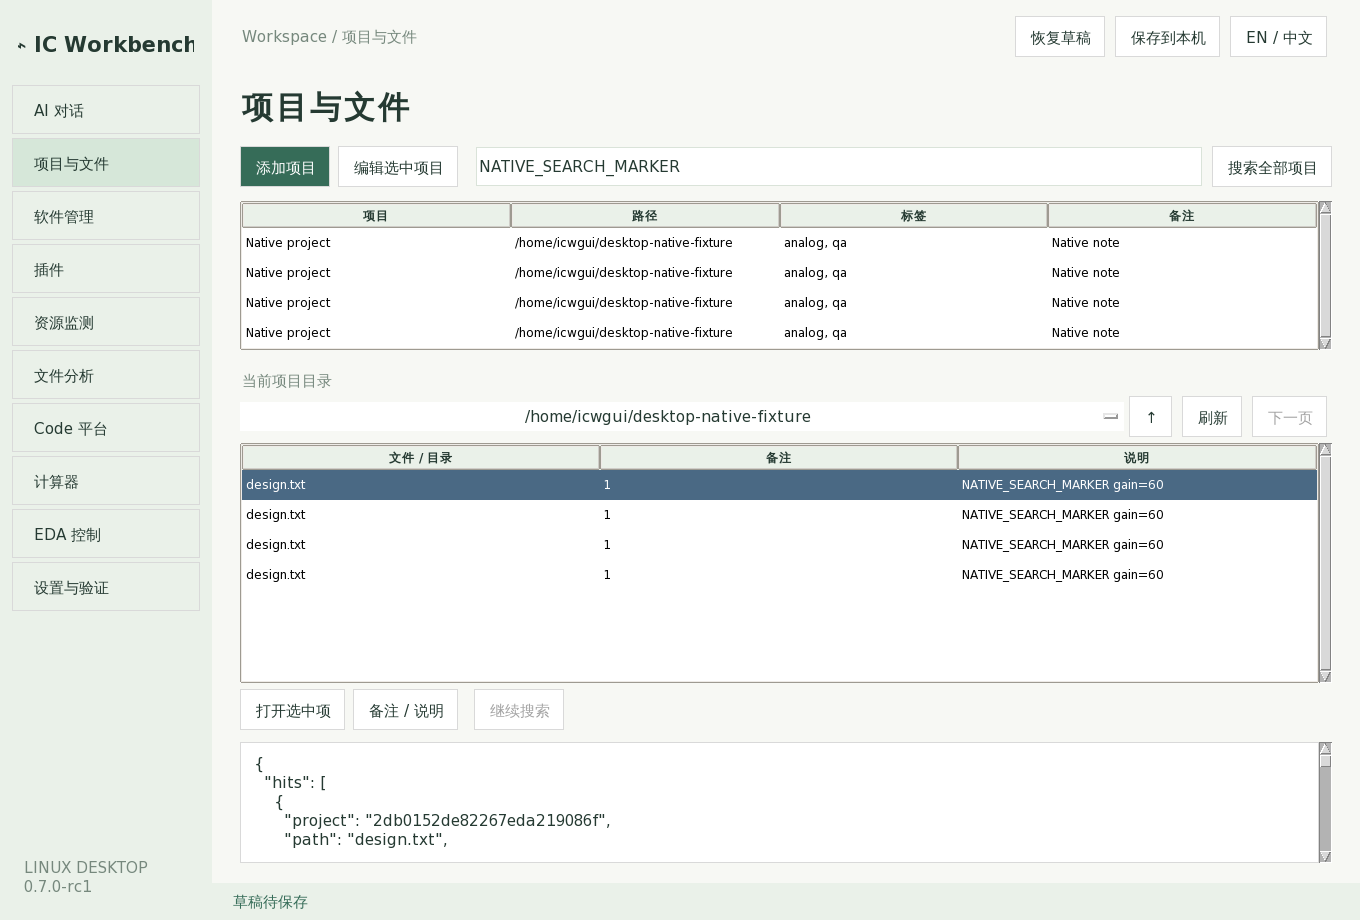 IC Workbench
AI 对话
项目与文件
软件管理
插件
资源监测
文件分析
Code 平台
计算器
EDA 控制
设置与验证
LINUX DESKTOP
0.7.0-rc1
Workspace / 项目与文件
恢复草稿
保存到本机
EN / 中文
项目与文件
添加项目
编辑选中项目
NATIVE_SEARCH_MARKER
搜索全部项目
项目 路径 标签 备注
Native project /home/icwgui/desktop-native-fixture analog, qa Native note
Native project /home/icwgui/desktop-native-fixture analog, qa Native note
Native project /home/icwgui/desktop-native-fixture analog, qa Native note
Native project /home/icwgui/desktop-native-fixture analog, qa Native note
当前项目目录
/home/icwgui/desktop-native-fixture
↑
刷新
下一页
文件 / 目录 备注 说明
design.txt 1 NATIVE_SEARCH_MARKER gain=60
design.txt 1 NATIVE_SEARCH_MARKER gain=60
design.txt 1 NATIVE_SEARCH_MARKER gain=60
design.txt 1 NATIVE_SEARCH_MARKER gain=60
打开选中项
备注 / 说明
继续搜索
{
"hits": [
{
"project": "2db0152de82267eda219086f",
"path": "design.txt",
草稿待保存